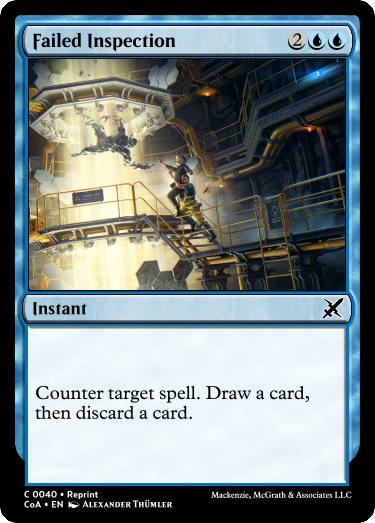 Failed Inspection 2
Instant
Counter target spell. Draw a card,
then discard a card.
C 0040 • Reprint
CoA • EN Alexander Thümler
Mackenzie, McGrath & Associates LLC